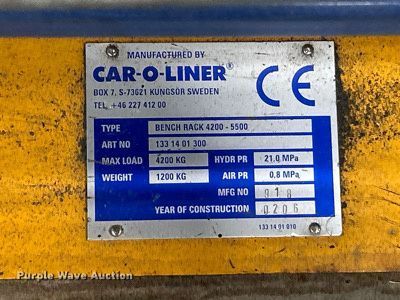 MANUFACTURED BY
CAR-O-LINER®
BOX 7, S-73621 KUNGSÖR SWEDEN
TEL. +46 227 412 00
CE
TYPE BENCH RACK 4200 - 5500
ART NO 133 14 01 300
MAX LOAD 4200 KG HYDR PR 21.0 MPa
WEIGHT 1200 KG AIR PR 0,8 MPa
MFG NO 918
YEAR OF CONSTRUCTION 0206
133 14 01 010
Purple Wave Auction